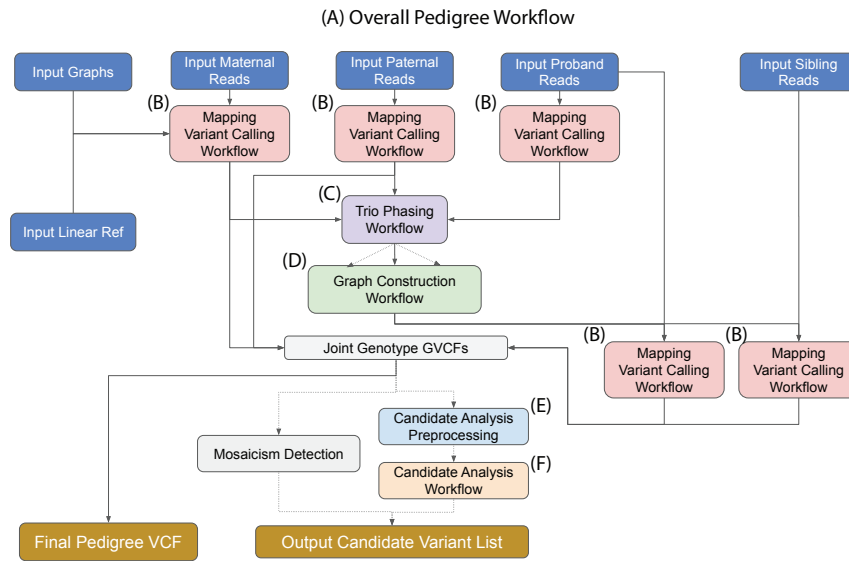 (A) Overall Pedigree Workflow
Input Graphs
Input Maternal
Reads
Input Paternal
Reads
Input Proband
Reads
Input Sibling
Reads
(B)
Mapping
Variant Calling
Workflow
(B)
Mapping
Variant Calling
Workflow
(B)
Mapping
Variant Calling
Workflow
(C)
Trio Phasing
Workflow
Input Linear Ref
(D)
Graph Construction
Workflow
(B)
Mapping
Variant Calling
Workflow
(B)
Mapping
Variant Calling
Workflow
Joint Genotype GVCFs
(E)
Candidate Analysis
Preprocessing
Mosaicism Detection
(F)
Candidate Analysis
Workflow
Final Pedigree VCF
Output Candidate Variant List